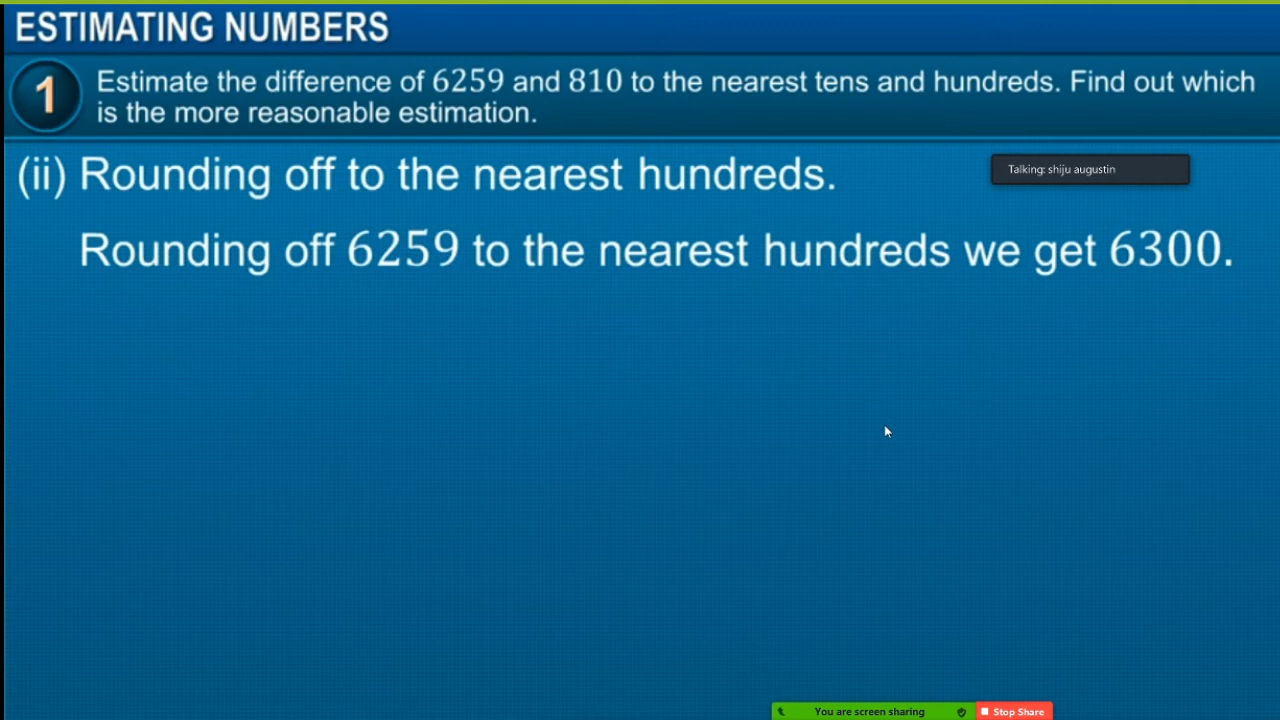 ESTIMATING NUMBERS
1
Estimate the difference of 6259 and 810 to the nearest tens and hundreds. Find out which
is the more reasonable estimation.
(ii) Rounding off to the nearest hundreds.
Talking: shiju augustin
Rounding off 6259 to the nearest hundreds we get 6300.
You are screen sharing
Stop Share